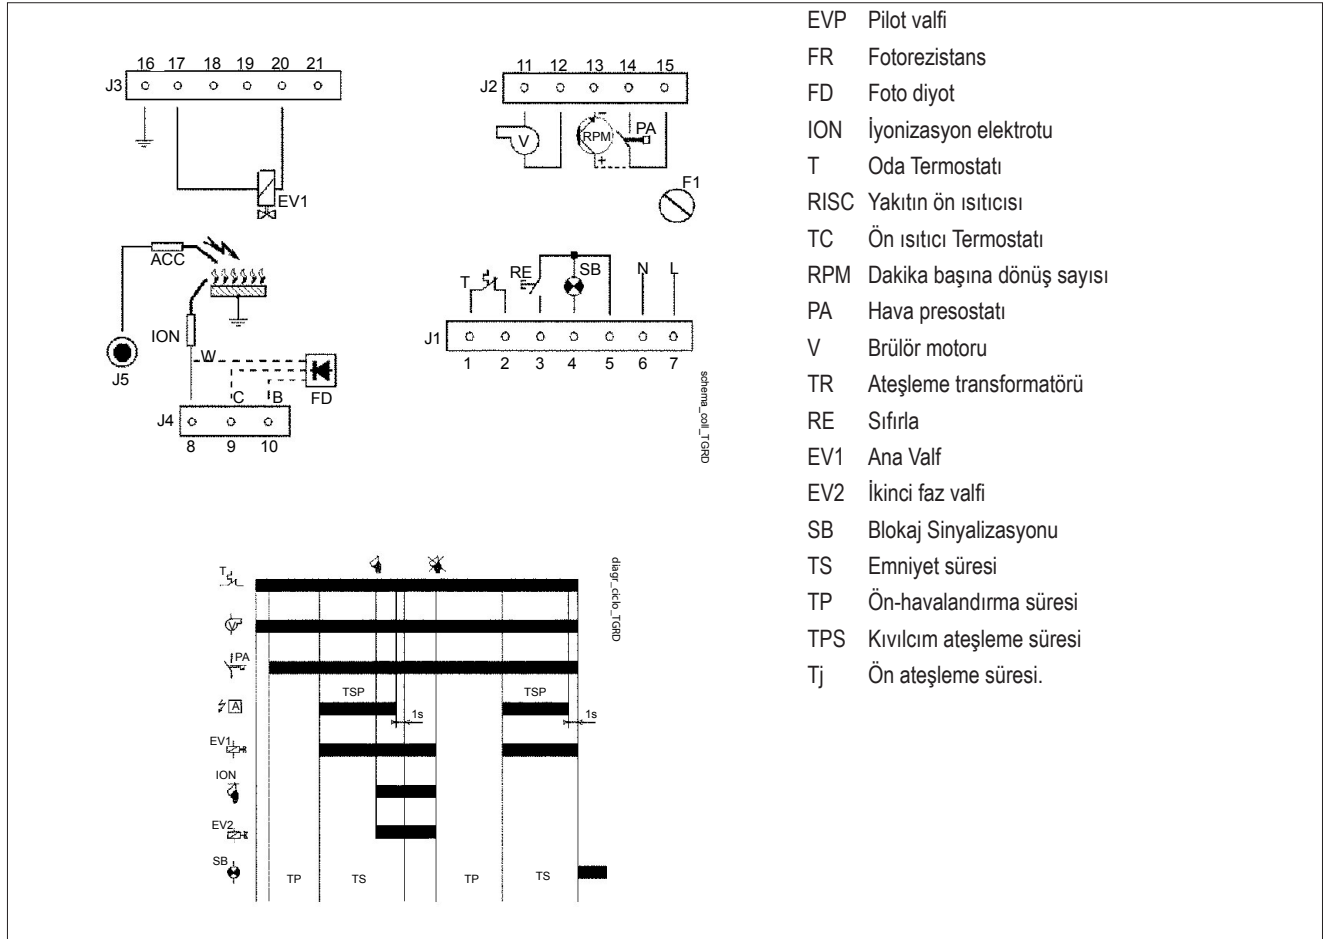 16 17 18 19 20 21
J3
EV1
11 12 13 14 15
J2
V
RPM
PA
+
F1
ACC
ION
J5
W
C
B
FD
J4
8 9 10
T
RE
SB
N
L
J1
1 2 3 4 5 6 7
schema_coll_TGRD
T
V
PA
A
TSP
TSP
1s
1s
EV1
ION
EV2
SB
TP
TS
TP
TS
diagr_ciclo_TGRD
EVP Pilot valfi
FR Fotorezistans
FD Foto diyot
ION İyonizasyon elektrotu
T Oda Termostatı
RISC Yakıtın ön ısıtıcısı
TC Ön ısıtıcı Termostatı
RPM Dakika başına dönüş sayısı
PA Hava presostatı
V Brülör motoru
TR Ateşleme transformatörü
RE Sıfırla
EV1 Ana Valf
EV2 İkinci faz valfi
SB Blokaj Sinyalizasyonu
TS Emniyet süresi
TP Ön-havalandırma süresi
TPS Kıvılcım ateşleme süresi
Tj Ön ateşleme süresi.